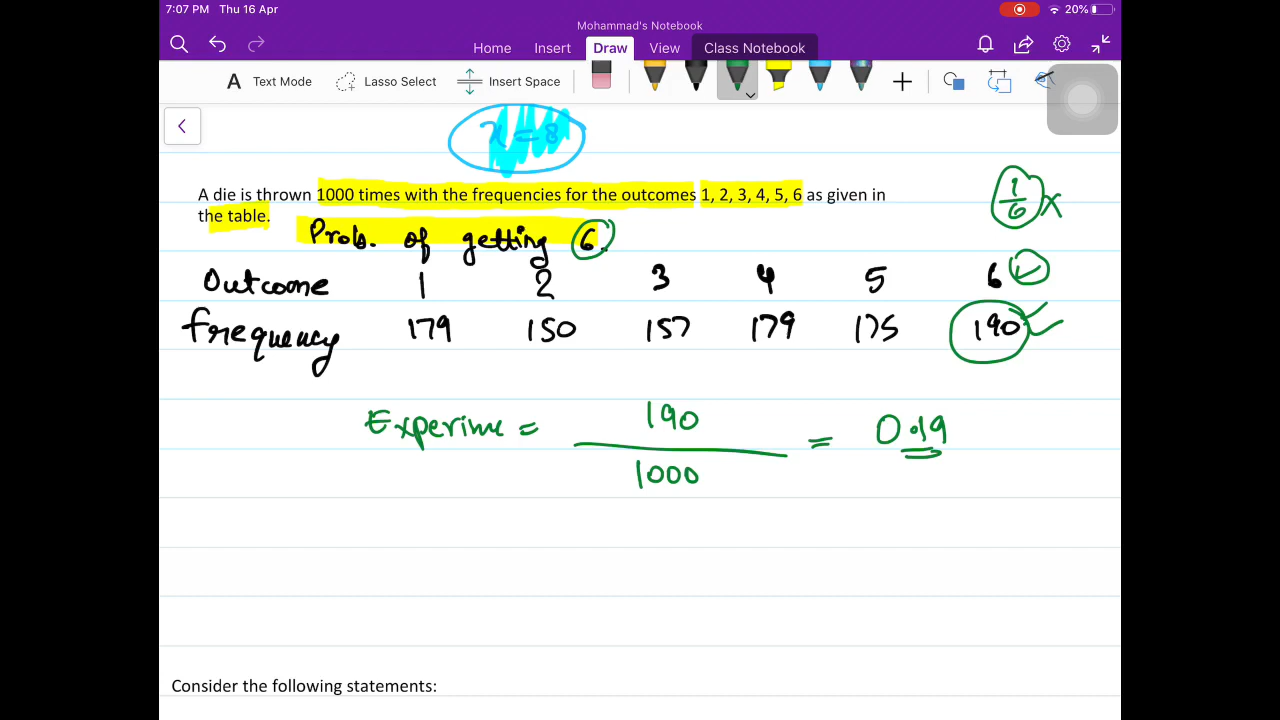 7:07 PM Thu 16 Apr 20%
Mohammad's Notebook
Home Insert Draw View Class Notebook
A Text Mode Lasso Select Insert Space
x = 8
A die is thrown 1000 times with the frequencies for the outcomes 1, 2, 3, 4, 5, 6 as given in
the table.
1/6 x
Prob. of getting 6.
Outcome 1 2 3 4 5 6
Frequency 179 150 157 179 175 190
Experime = 190/1000 = 0.19
Consider the following statements: